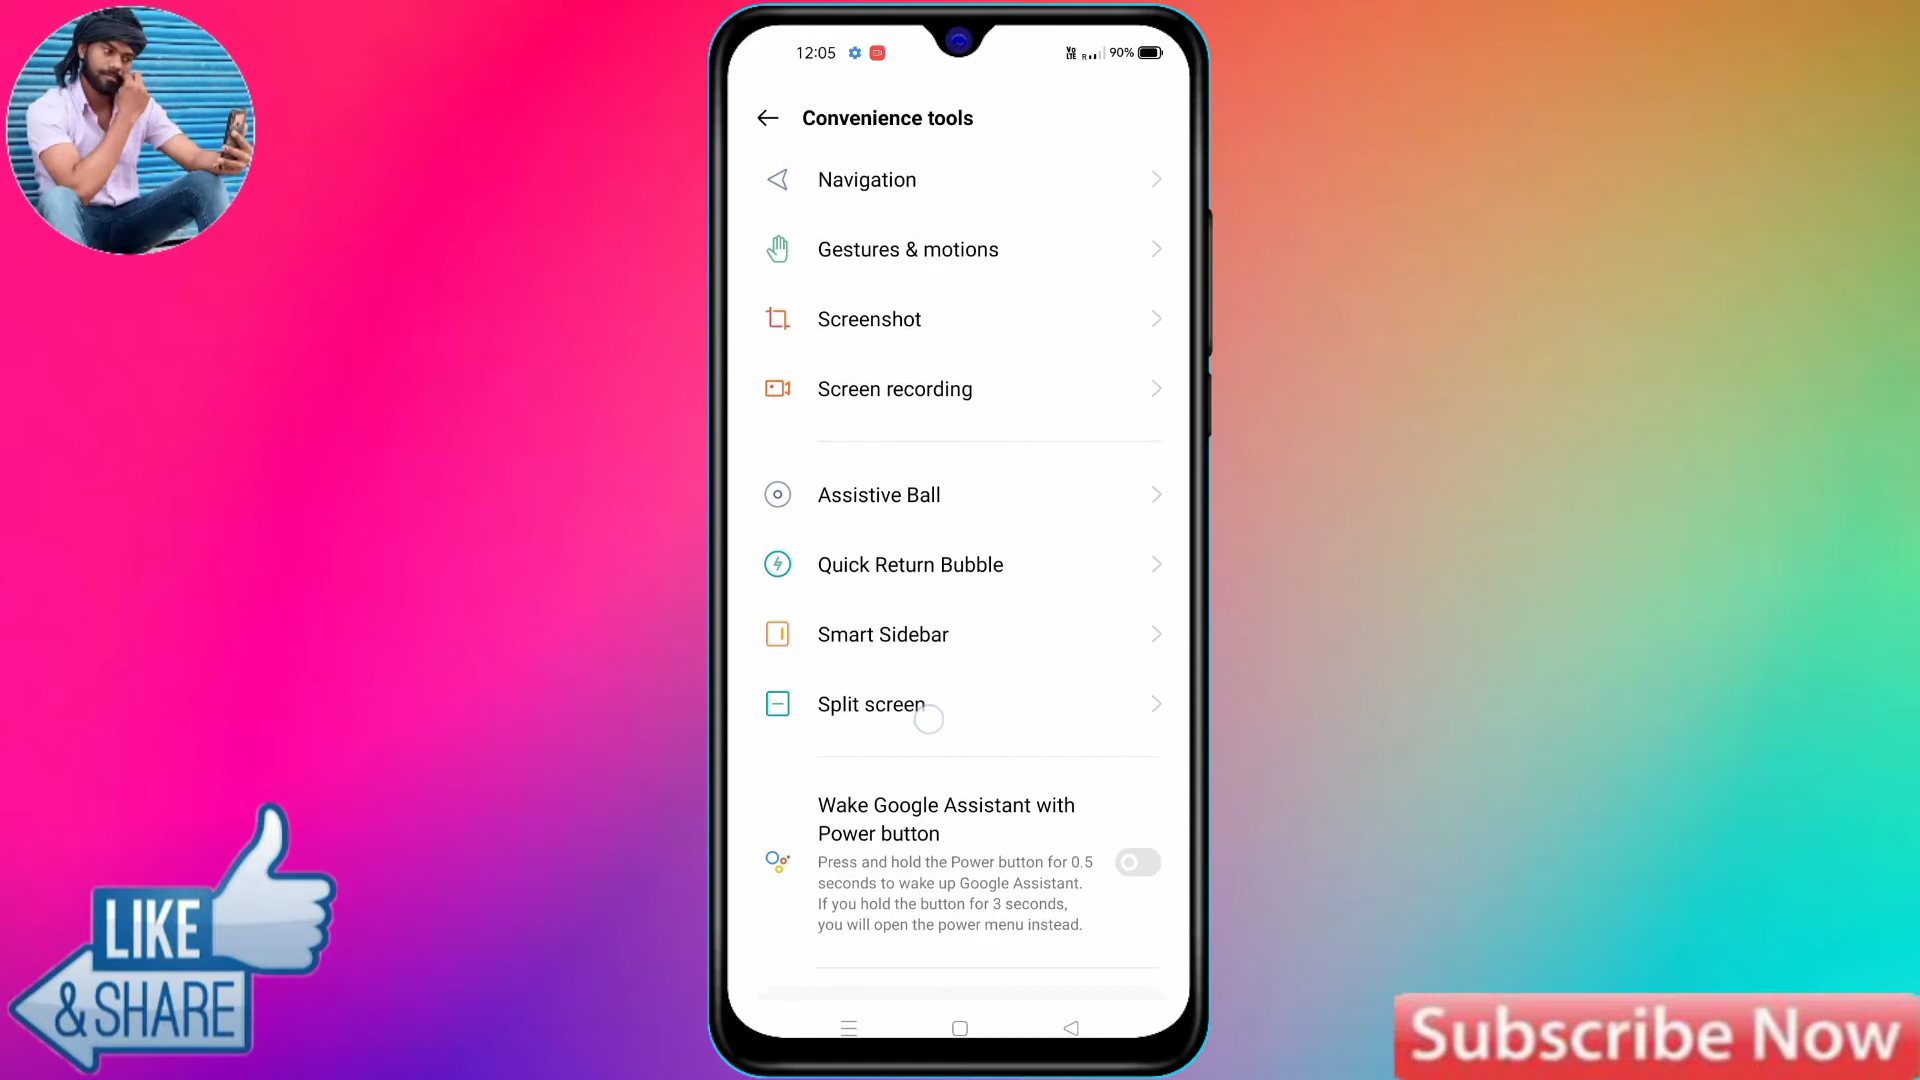 12:05
Vo
LTE
R
90%
Convenience tools
Navigation
Gestures & motions
Screenshot
Screen recording
Assistive Ball
Quick Return Bubble
Smart Sidebar
Split screen
Wake Google Assistant with
Power button
Press and hold the Power button for 0.5
seconds to wake up Google Assistant.
If you hold the button for 3 seconds,
you will open the power menu instead.
LIKE
& SHARE
Subscribe Now